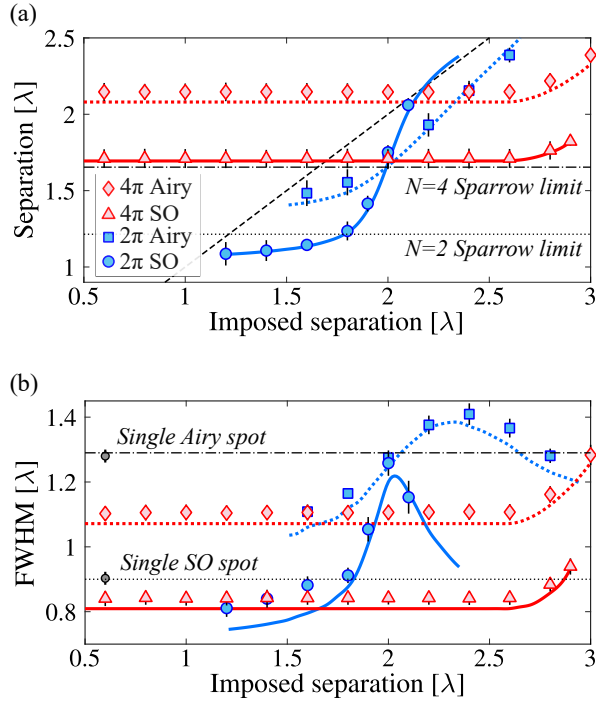 (a)
2.5
2
1.5
1
Separation [λ]
4π Airy
4π SO
2π Airy
2π SO
N=4 Sparrow limit
N=2 Sparrow limit
0.5 1 1.5 2 2.5 3
Imposed separation [λ]
(b)
1.4
1.2
1
0.8
FWHM [λ]
Single Airy spot
Single SO spot
0.5 1 1.5 2 2.5 3
Imposed separation [λ]